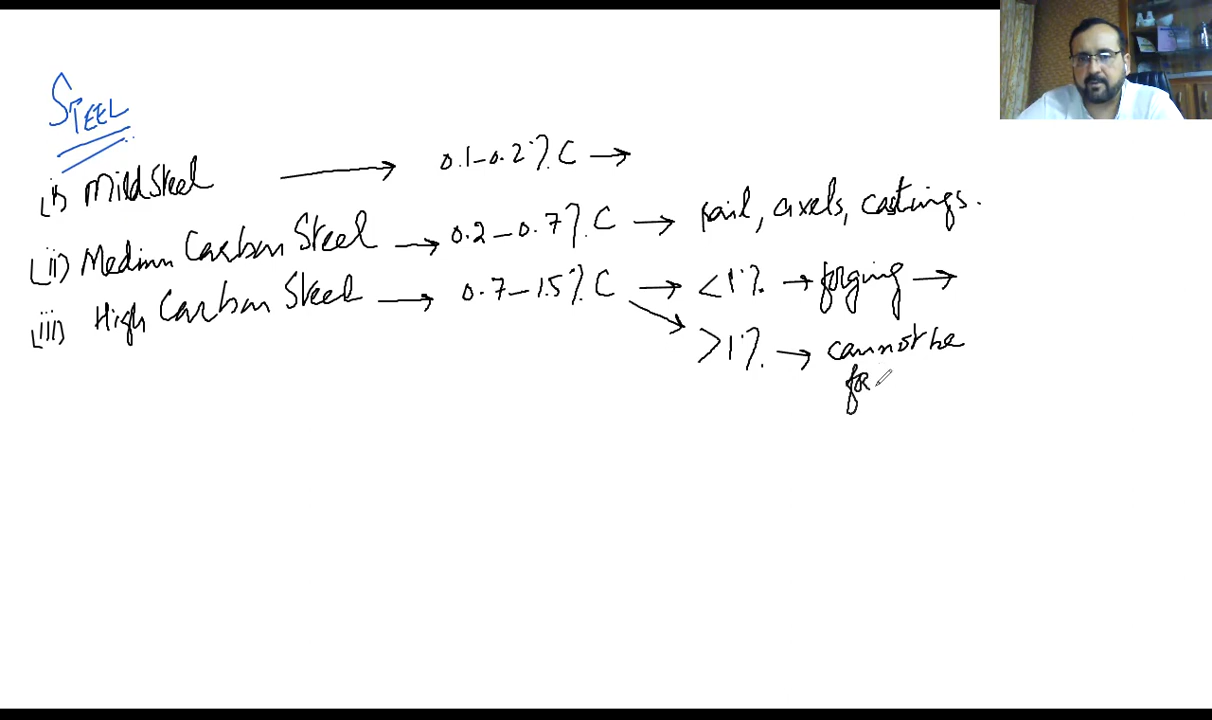 STEEL
(i) Mild Steel → 0.1-0.2% C →
(ii) Medium Carbon Steel → 0.2-0.7% C → rail, axels, castings.
(iii) High Carbon Steel → 0.7-1.5% C → <1% → forging →
>1% → cannot be
for